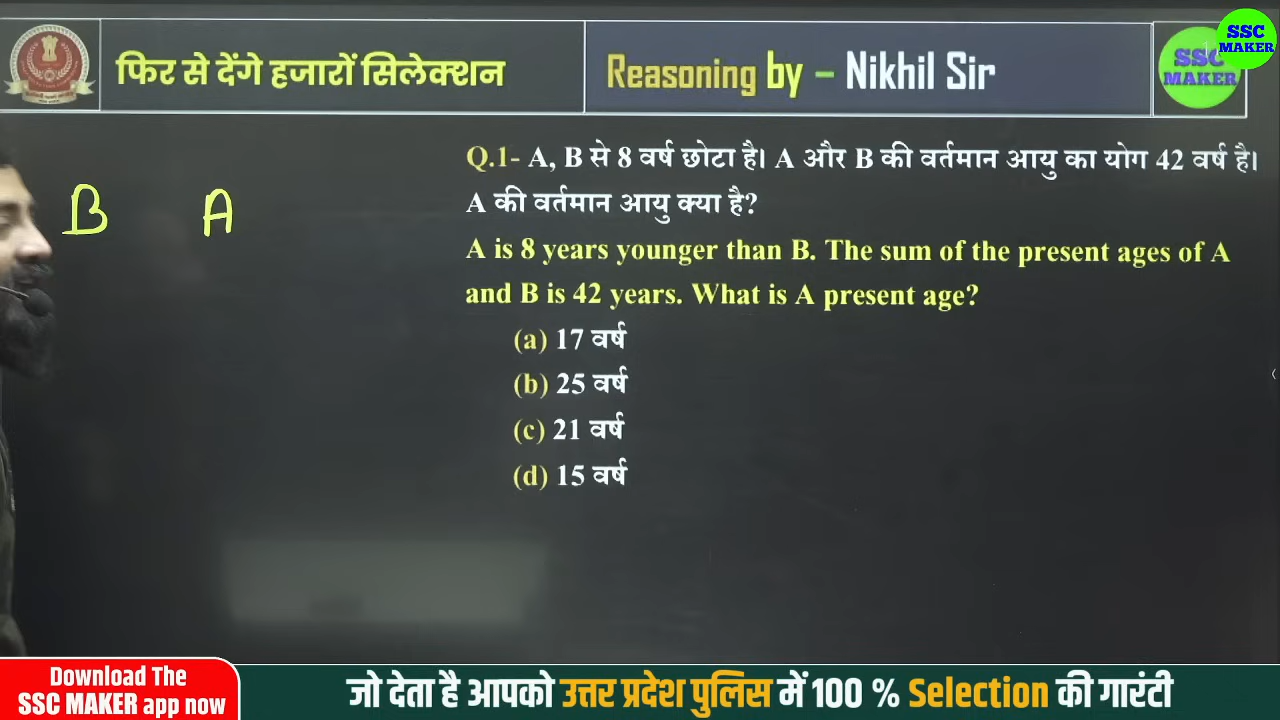 फिर से देंगे हजारों सिलेक्शन
Reasoning by – Nikhil Sir
SSC
MAKER
SSC
MAKER
Q.1- A, B से 8 वर्ष छोटा है। A और B की वर्तमान आयु का योग 42 वर्ष है।
A की वर्तमान आयु क्या है?
A is 8 years younger than B. The sum of the present ages of A
and B is 42 years. What is A present age?
(a) 17 वर्ष
(b) 25 वर्ष
(c) 21 वर्ष
(d) 15 वर्ष
B A
Download The
SSC MAKER app now
जो देता है आपको उत्तर प्रदेश पुलिस में 100 % Selection की गारंटी